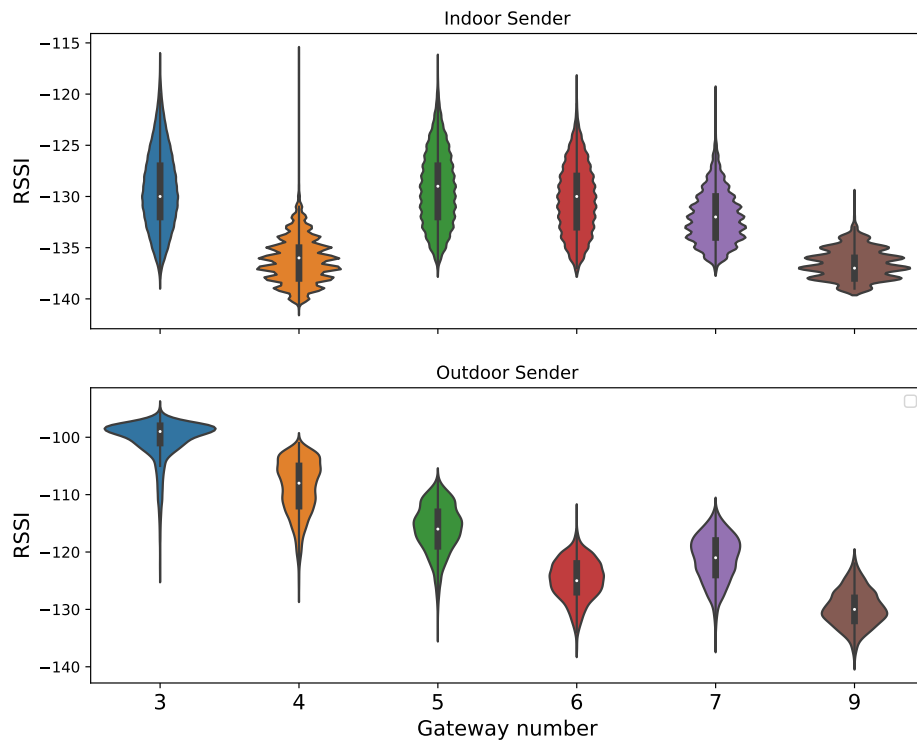 Indoor Sender
−115
−120
−125
−130
−135
−140
RSSI
Outdoor Sender
−100
−110
−120
−130
−140
RSSI
3 4 5 6 7 9
Gateway number